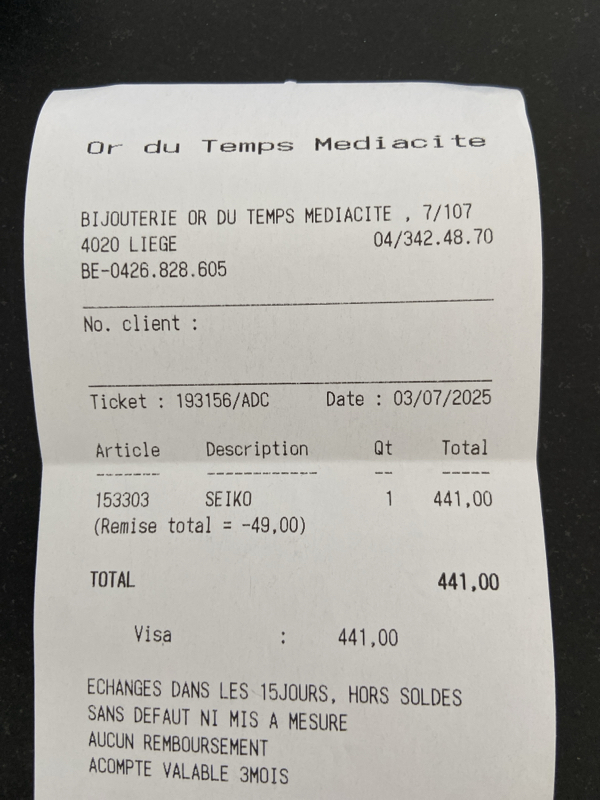 Or du Temps Mediacite
BIJOUTERIE OR DU TEMPS MEDIACITE , 7/107
4020 LIEGE 04/342.48.70
BE-0426.828.605
No. client :
Ticket : 193156/ADC Date : 03/07/2025
Article Description Qt Total
------- ------------ -- -----
153303 SEIKO 1 441,00
(Remise total = -49,00)
TOTAL 441,00
Visa : 441,00
ECHANGES DANS LES 15JOURS, HORS SOLDES
SANS DEFAUT NI MIS A MESURE
AUCUN REMBOURSEMENT
ACOMPTE VALABLE 3MOIS